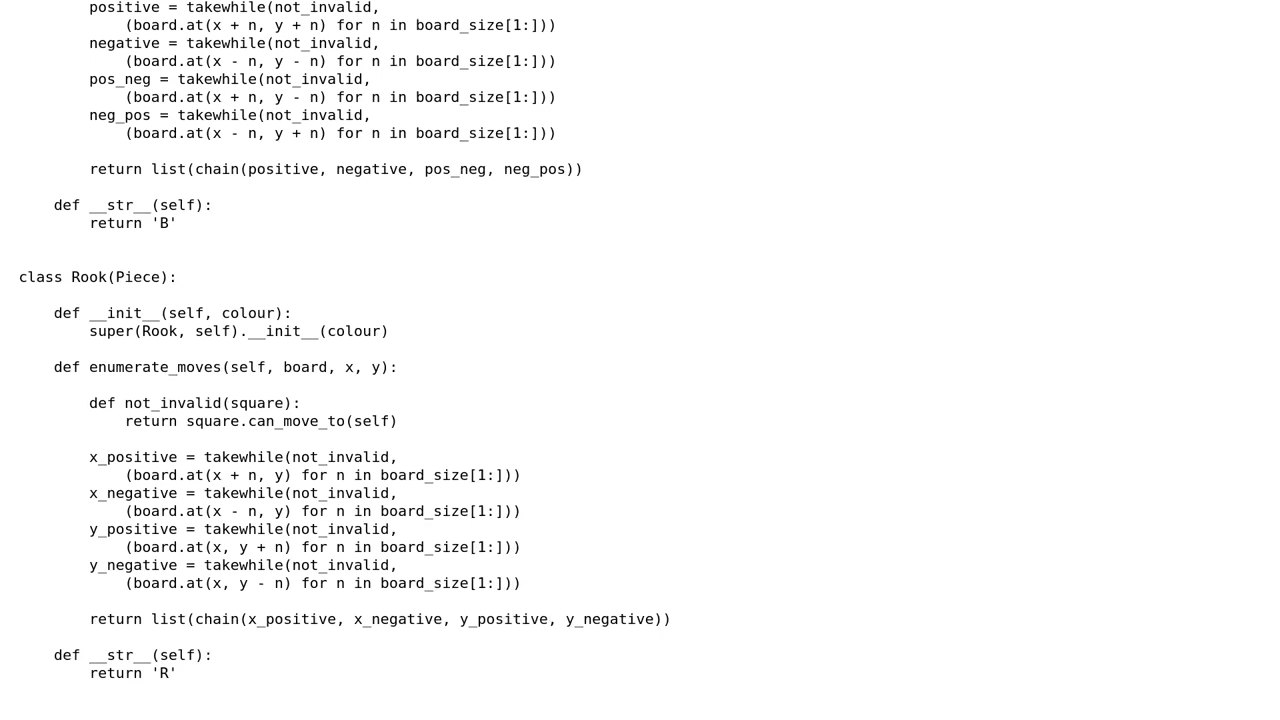 positive = takewhile(not_invalid,
            (board.at(x + n, y + n) for n in board_size[1:]))
        negative = takewhile(not_invalid,
            (board.at(x - n, y - n) for n in board_size[1:]))
        pos_neg = takewhile(not_invalid,
            (board.at(x + n, y - n) for n in board_size[1:]))
        neg_pos = takewhile(not_invalid,
            (board.at(x - n, y + n) for n in board_size[1:]))

        return list(chain(positive, negative, pos_neg, neg_pos))

    def __str__(self):
        return 'B'


class Rook(Piece):

    def __init__(self, colour):
        super(Rook, self).__init__(colour)

    def enumerate_moves(self, board, x, y):

        def not_invalid(square):
            return square.can_move_to(self)

        x_positive = takewhile(not_invalid,
            (board.at(x + n, y) for n in board_size[1:]))
        x_negative = takewhile(not_invalid,
            (board.at(x - n, y) for n in board_size[1:]))
        y_positive = takewhile(not_invalid,
            (board.at(x, y + n) for n in board_size[1:]))
        y_negative = takewhile(not_invalid,
            (board.at(x, y - n) for n in board_size[1:]))

        return list(chain(x_positive, x_negative, y_positive, y_negative))

    def __str__(self):
        return 'R'